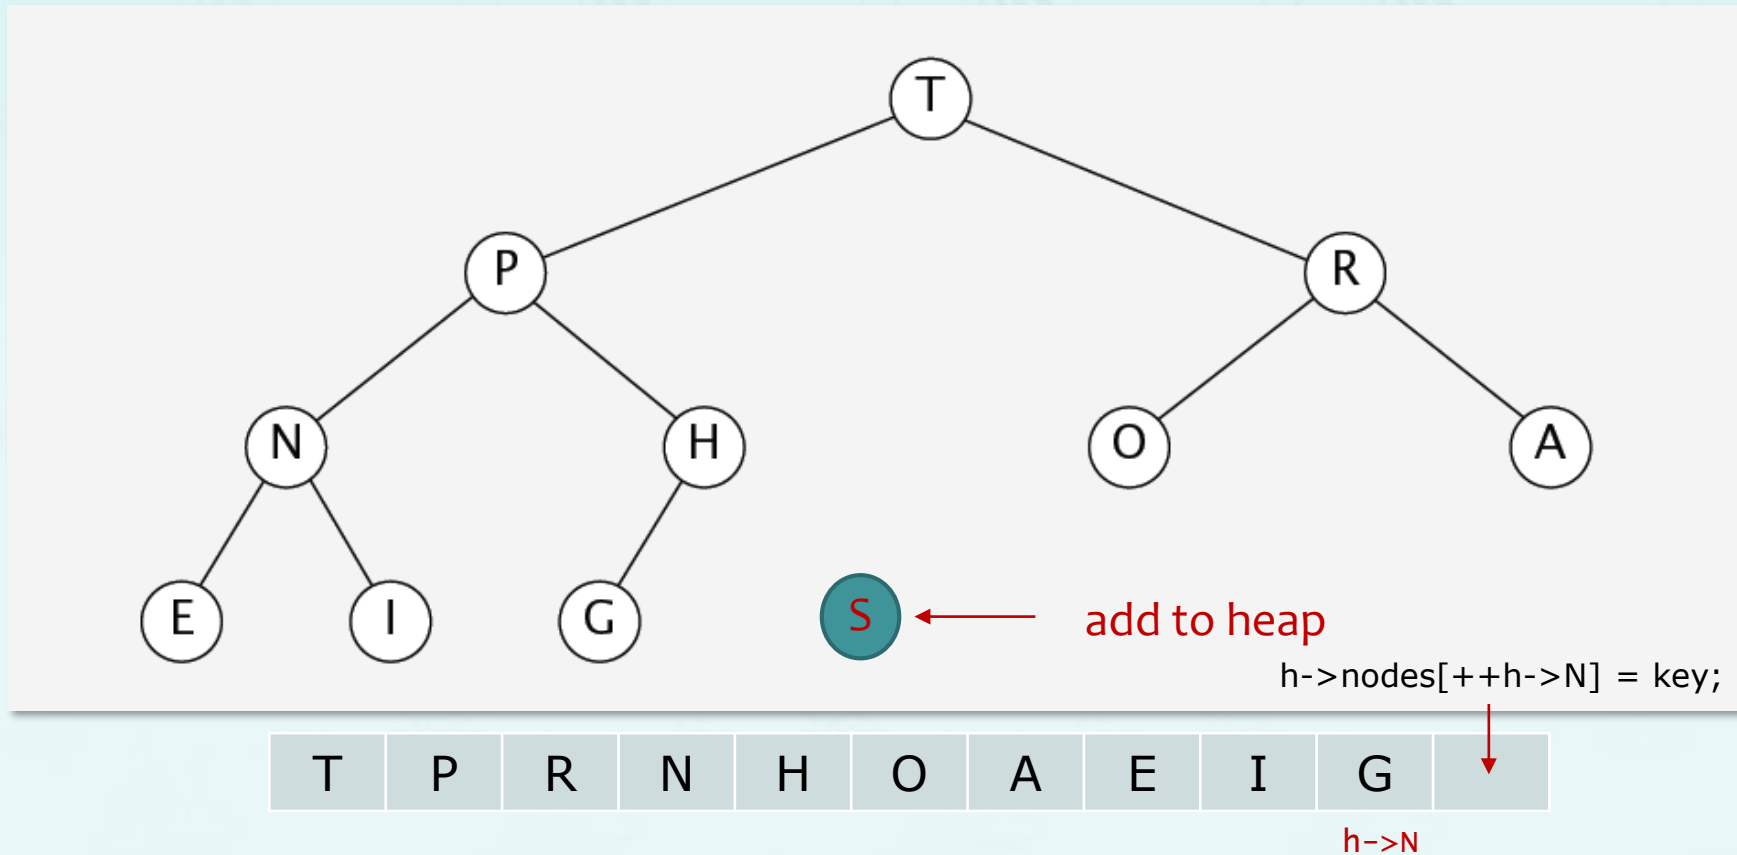 T
P R
N H O A
E I G S add to heap
h->nodes[++h->N] = key;
T P R N H O A E I G
h->N